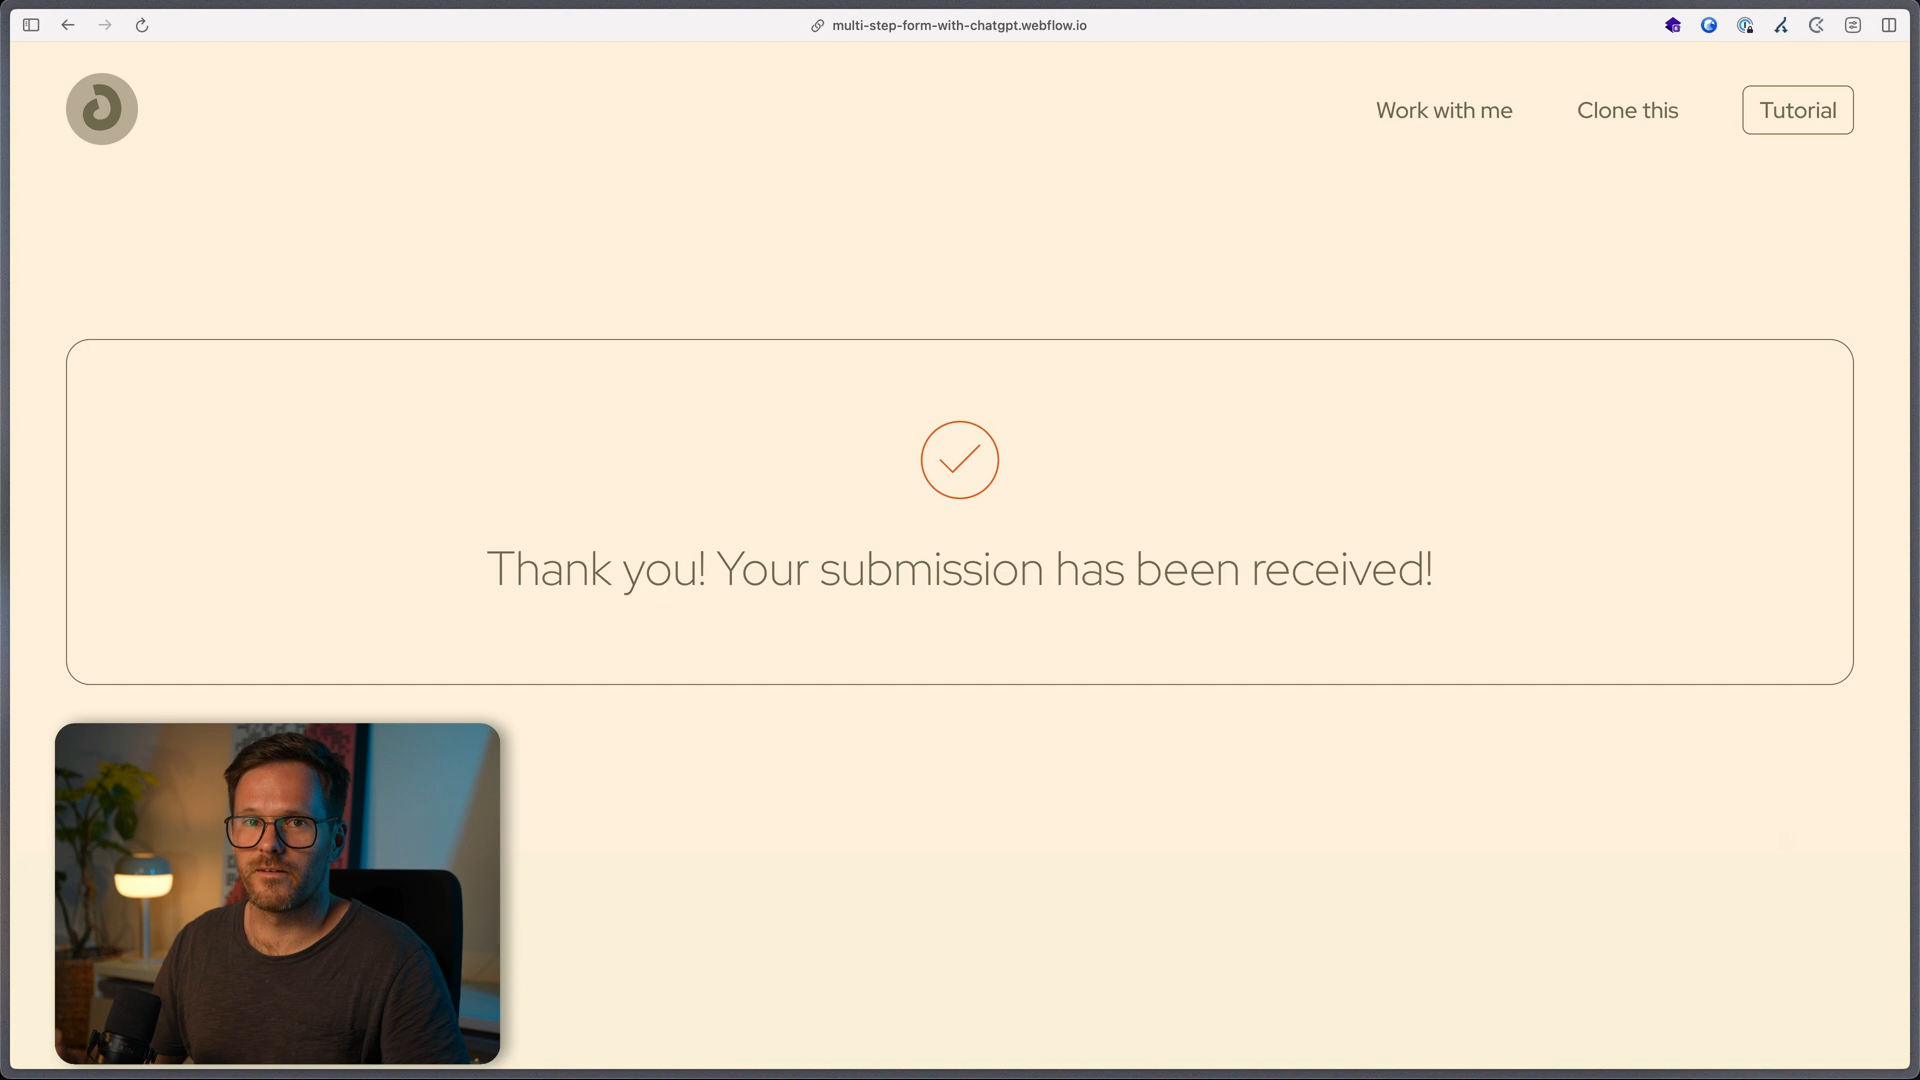 multi-step-form-with-chatgpt.webflow.io
Work with me
Clone this
Tutorial
Thank you! Your submission has been received!